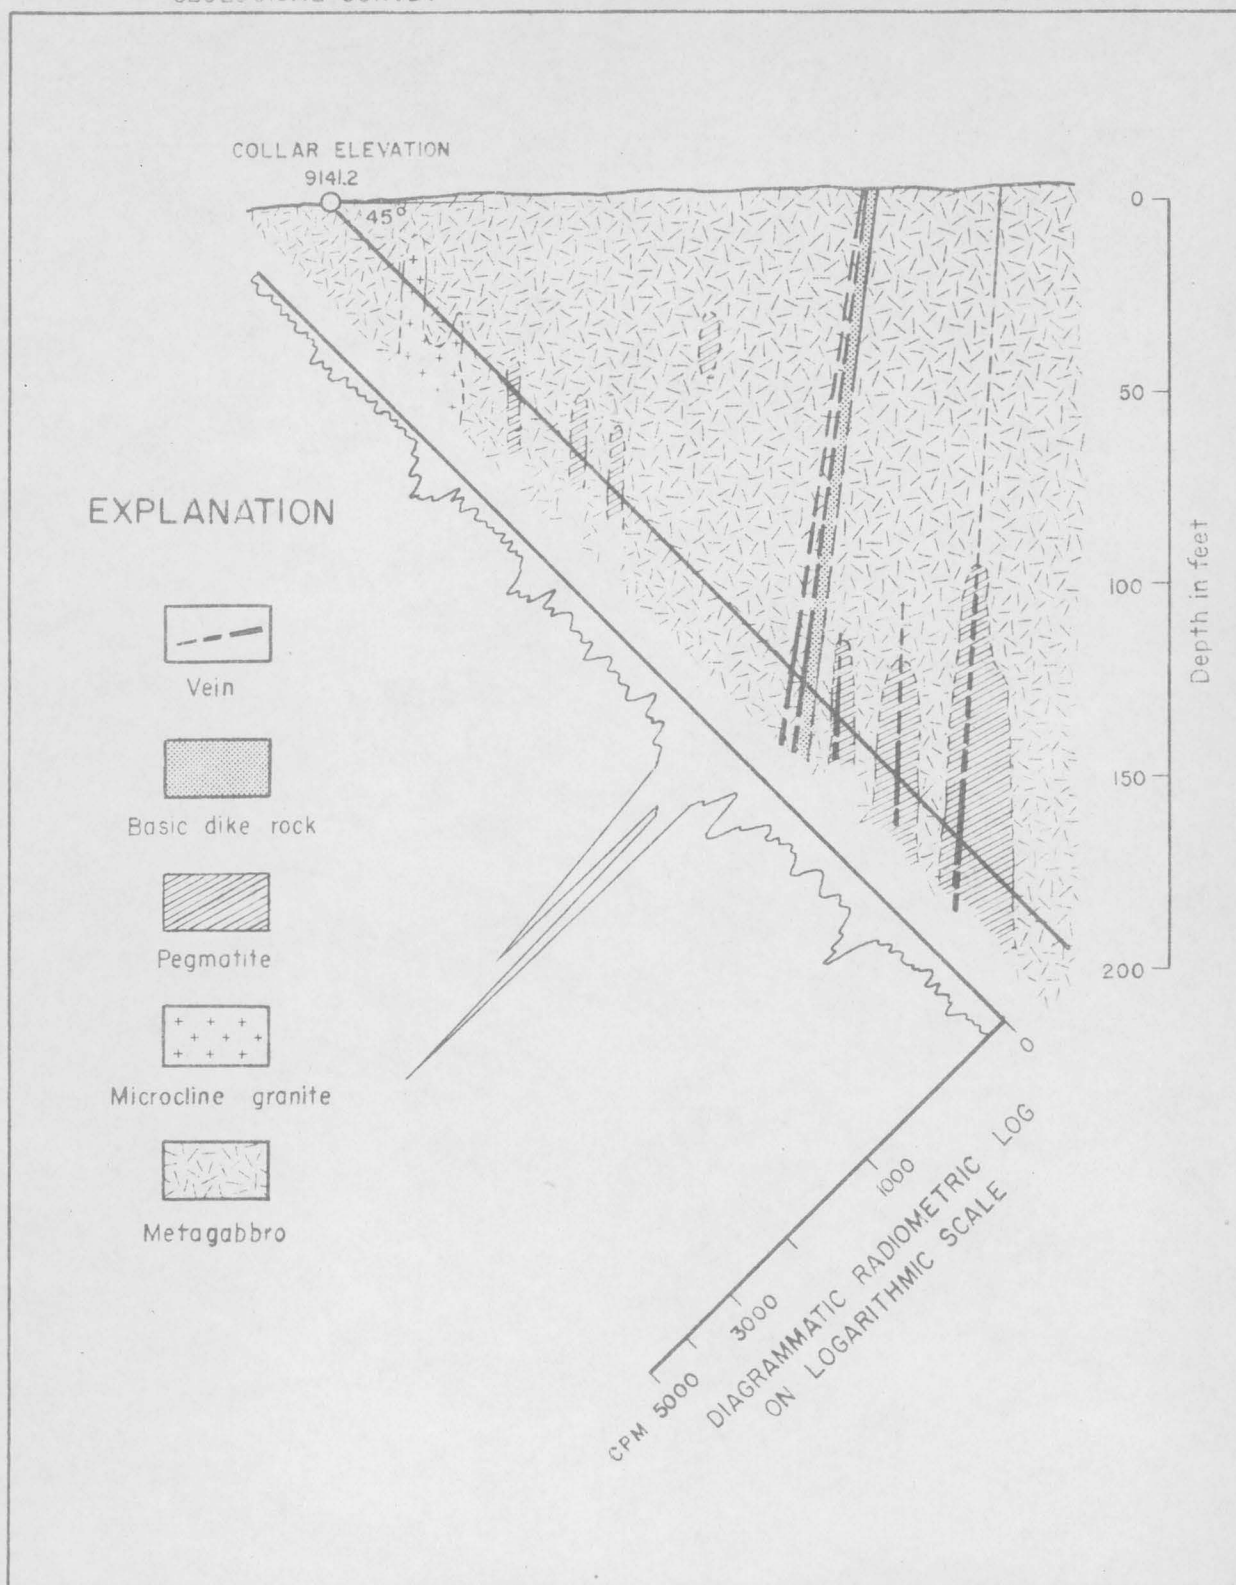 COLLAR ELEVATION
9141.2
45°
0
50
100
150
200
Depth in feet
EXPLANATION
Vein
Basic dike rock
Pegmatite
Microcline granite
Metagabbro
0
1000
3000
CPM 5000
DIAGRAMMATIC RADIOMETRIC LOG
ON LOGARITHMIC SCALE